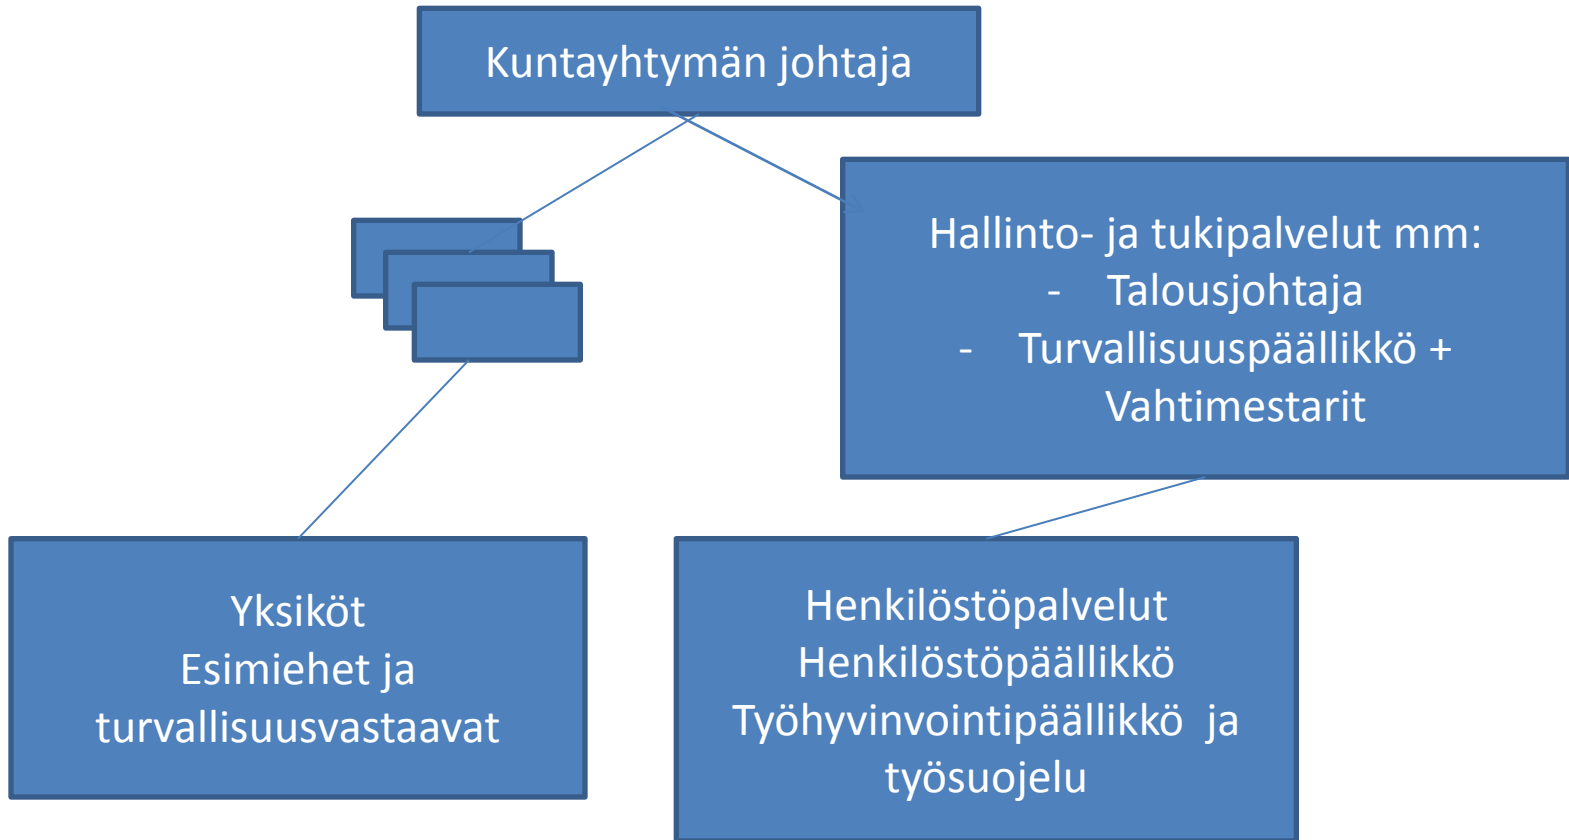 Kuntayhtymän johtaja
Hallinto- ja tukipalvelut mm:
- Talousjohtaja
- Turvallisuuspäällikkö +
Vahtimestarit
Yksiköt
Esimiehet ja
turvallisuusvastaavat
Henkilöstöpalvelut
Henkilöstöpäällikkö
Työhyvinvointipäällikkö ja
työsuojelu